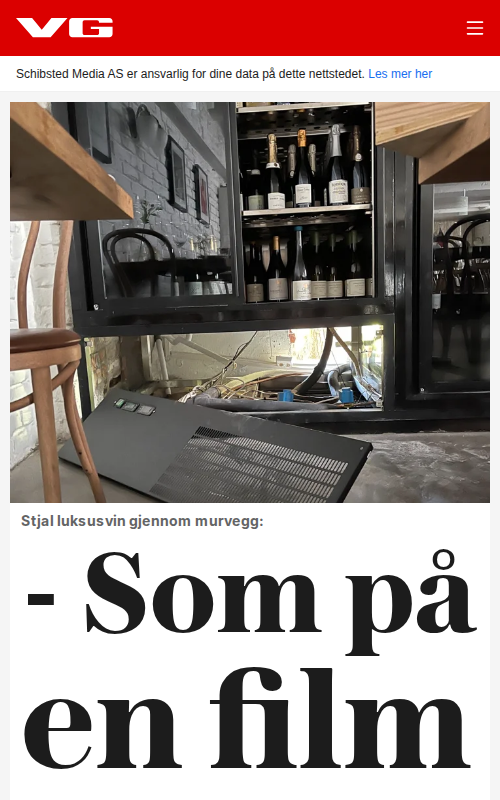 VG
Schibsted Media AS er ansvarlig for dine data på dette nettstedet. Les mer her
Stjal luksusvin gjennom murvegg:
- Som på
en film